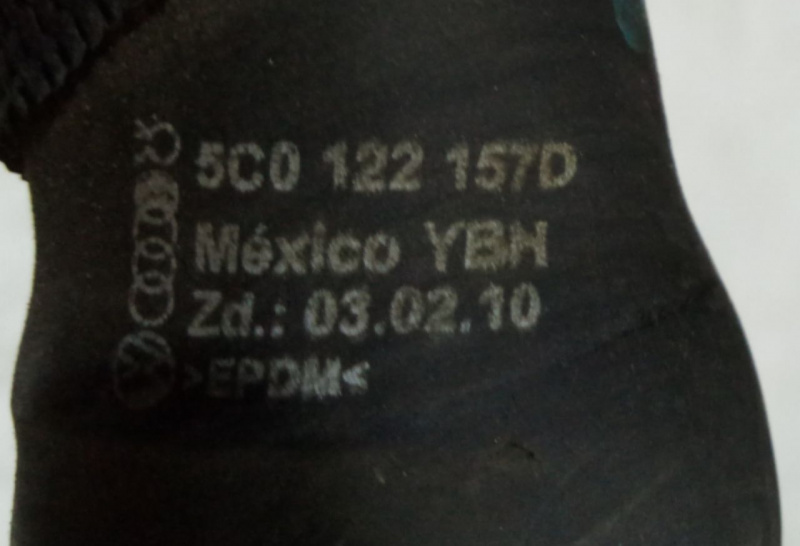 5C0 122 157D
México YBH
Zd.: 03.02.10
>EPDM<